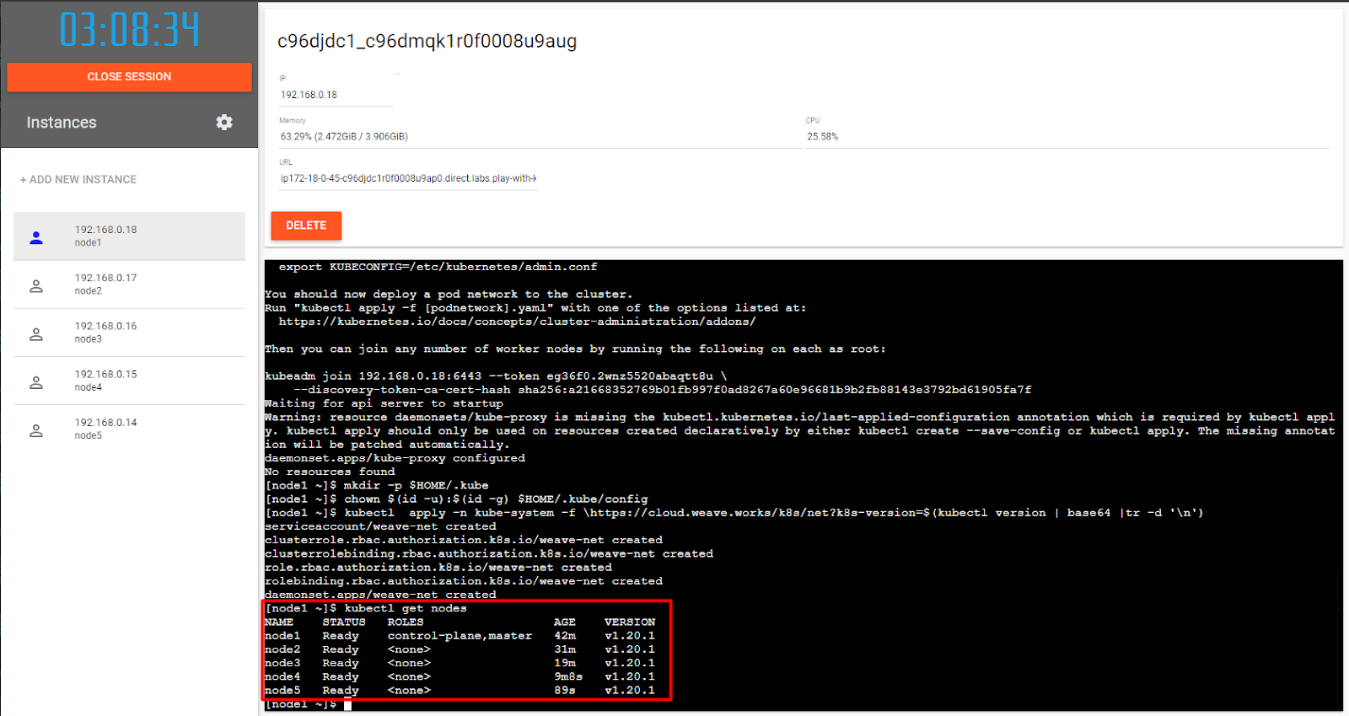 03:08:34
CLOSE SESSION
Instances
+ ADD NEW INSTANCE
192.168.0.18
node1
192.168.0.17
node2
192.168.0.16
node3
192.168.0.15
node4
192.168.0.14
node5
c96djdc1_c96dmqk1r0f0008u9aug
IP
192.168.0.18
Memory
63.29% (2.472GiB / 3.906GiB)
CPU
25.58%
URL
ip172-18-0-45-c96djdc1r0f0008u9ap0.direct.labs.play-with-k
DELETE
export KUBECONFIG=/etc/kubernetes/admin.conf
You should now deploy a pod network to the cluster.
Run "kubectl apply -f [podnetwork].yaml" with one of the options listed at:
https://kubernetes.io/docs/concepts/cluster-administration/addons/
Then you can join any number of worker nodes by running the following on each as root:
kubeadm join 192.168.0.18:6443 --token eg36f0.2wnz5520abaqtt8u \
--discovery-token-ca-cert-hash sha256:a21668352769b01fb997f0ad8267a60e96681b9b2fb88143e3792bd61905fa7f
Waiting for api server to startup
Warning: resource daemonsets/kube-proxy is missing the kubectl.kubernetes.io/last-applied-configuration annotation which is required by kubectl appl
y. kubectl apply should only be used on resources created declaratively by either kubectl create --save-config or kubectl apply. The missing annotat
ion will be patched automatically.
daemonset.apps/kube-proxy configured
No resources found
[node1 ~]$ mkdir -p $HOME/.kube
[node1 ~]$ chown $(id -u):$(id -g) $HOME/.kube/config
[node1 ~]$ kubectl  apply -n kube-system -f \https://cloud.weave.works/k8s/net?k8s-version=$(kubectl version | base64 |tr -d '\n')
serviceaccount/weave-net created
clusterrole.rbac.authorization.k8s.io/weave-net created
clusterrolebinding.rbac.authorization.k8s.io/weave-net created
role.rbac.authorization.k8s.io/weave-net created
rolebinding.rbac.authorization.k8s.io/weave-net created
daemonset.apps/weave-net created
[node1 ~]$ kubectl get nodes
NAME STATUS ROLES AGE VERSION
node1 Ready control-plane,master 42m v1.20.1
node2 Ready <none> 31m v1.20.1
node3 Ready <none> 19m v1.20.1
node4 Ready <none> 9m8s v1.20.1
node5 Ready <none> 89s v1.20.1
[node1 ~]$